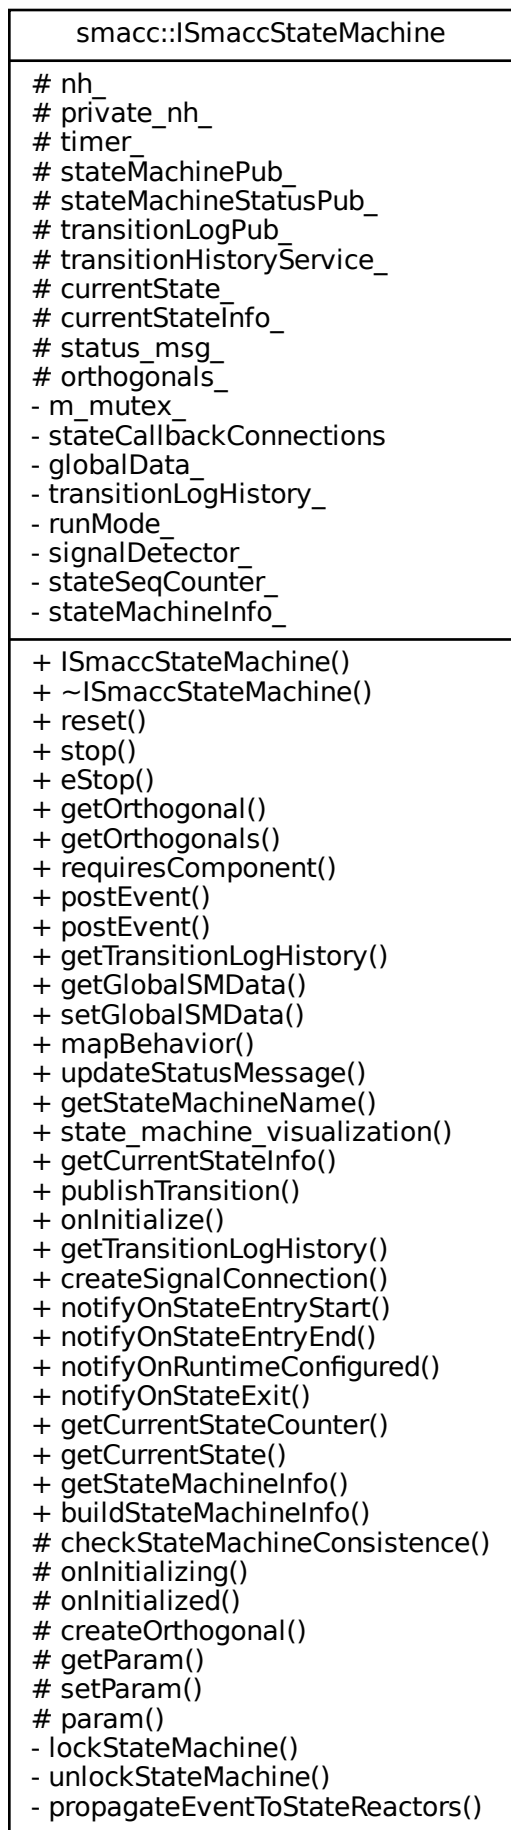 smacc::ISmaccStateMachine
# nh_
# private_nh_
# timer_
# stateMachinePub_
# stateMachineStatusPub_
# transitionLogPub_
# transitionHistoryService_
# currentState_
# currentStateInfo_
# status_msg_
# orthogonals_
- m_mutex_
- stateCallbackConnections
- globalData_
- transitionLogHistory_
- runMode_
- signalDetector_
- stateSeqCounter_
- stateMachineInfo_
+ ISmaccStateMachine()
+ ~ISmaccStateMachine()
+ reset()
+ stop()
+ eStop()
+ getOrthogonal()
+ getOrthogonals()
+ requiresComponent()
+ postEvent()
+ postEvent()
+ getTransitionLogHistory()
+ getGlobalSMData()
+ setGlobalSMData()
+ mapBehavior()
+ updateStatusMessage()
+ getStateMachineName()
+ state_machine_visualization()
+ getCurrentStateInfo()
+ publishTransition()
+ onInitialize()
+ getTransitionLogHistory()
+ createSignalConnection()
+ notifyOnStateEntryStart()
+ notifyOnStateEntryEnd()
+ notifyOnRuntimeConfigured()
+ notifyOnStateExit()
+ getCurrentStateCounter()
+ getCurrentState()
+ getStateMachineInfo()
+ buildStateMachineInfo()
# checkStateMachineConsistence()
# onInitializing()
# onInitialized()
# createOrthogonal()
# getParam()
# setParam()
# param()
- lockStateMachine()
- unlockStateMachine()
- propagateEventToStateReactors()